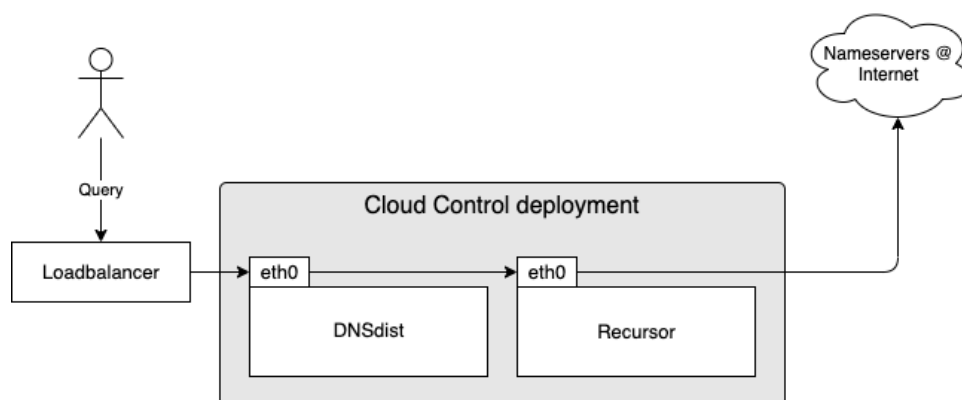 Nameservers @
Internet
Query
Cloud Control deployment
Loadbalancer
eth0
eth0
DNSdist
Recursor